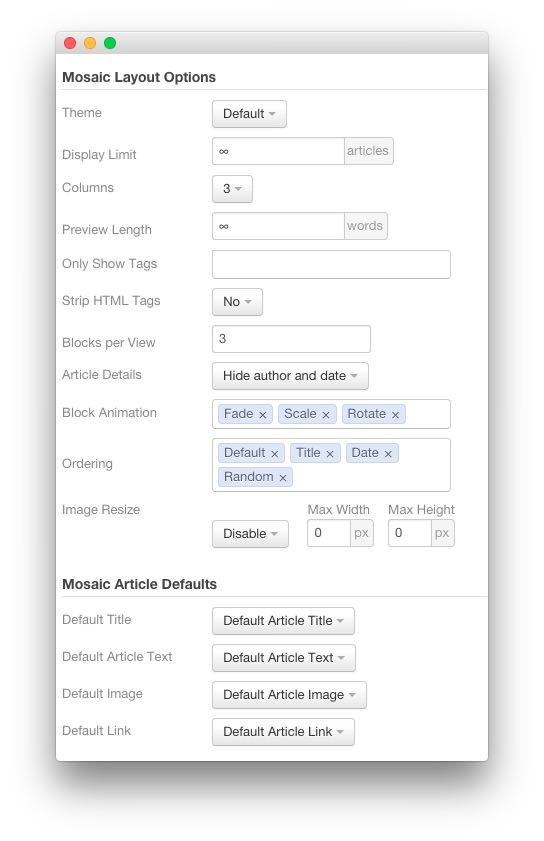 Mosaic Layout Options
Theme Default
Display Limit ∞ articles
Columns 3
Preview Length ∞ words
Only Show Tags
Strip HTML Tags No
Blocks per View 3
Article Details Hide author and date
Block Animation Fade × Scale × Rotate ×
Ordering Default × Title × Date ×
Random ×
Image Resize Max Width Max Height
Disable 0 px 0 px
Mosaic Article Defaults
Default Title Default Article Title
Default Article Text Default Article Text
Default Image Default Article Image
Default Link Default Article Link